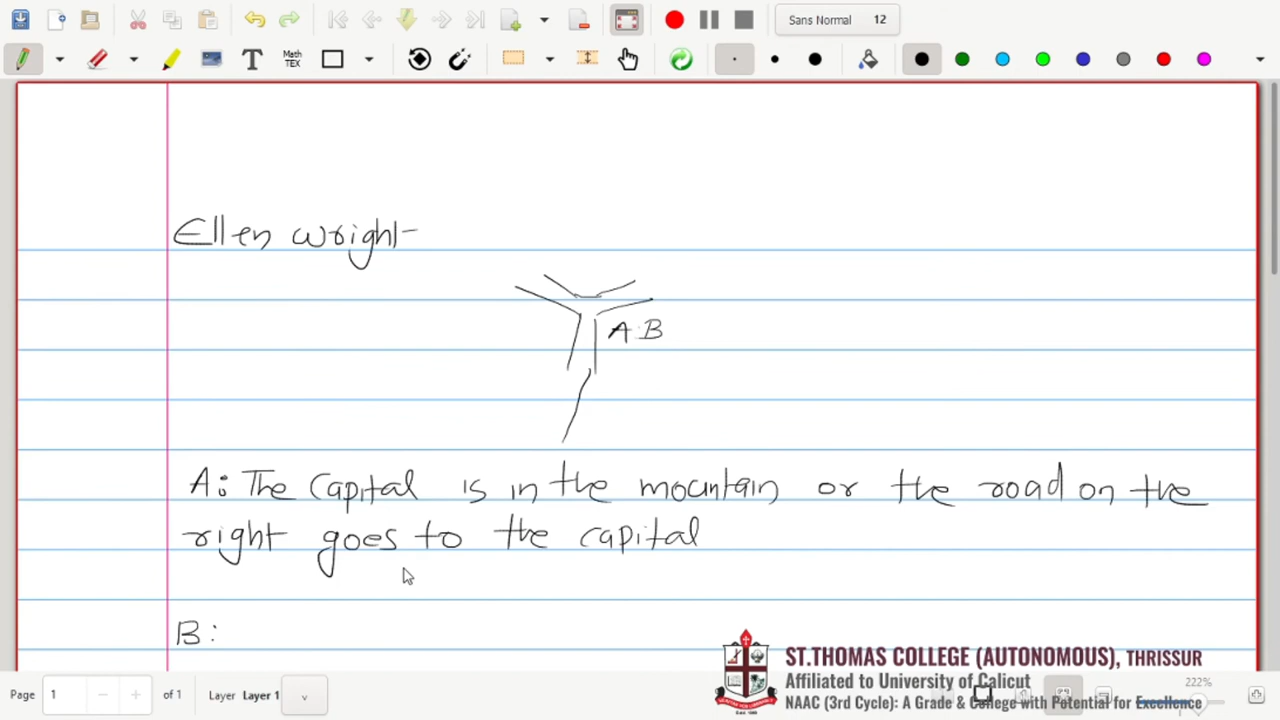 Sans Normal 12
T Math TEX
Ellen wright
A B
A: The Capital is in the mountain or the road on the
right goes to the capital
B:
ST.THOMAS COLLEGE (AUTONOMOUS), THRISSUR
Affiliated to University of Calicut
NAAC (3rd Cycle): A Grade & College with Potential for Excellence
Page 1 of 1 Layer Layer 1 222%